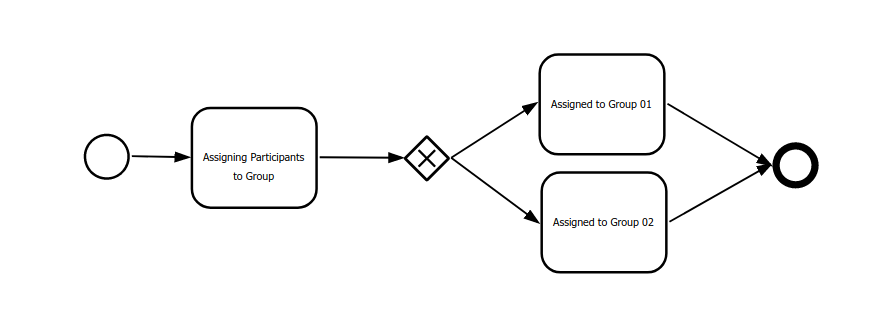 Assigned to Group 01
Assigning Participants
to Group
Assigned to Group 02